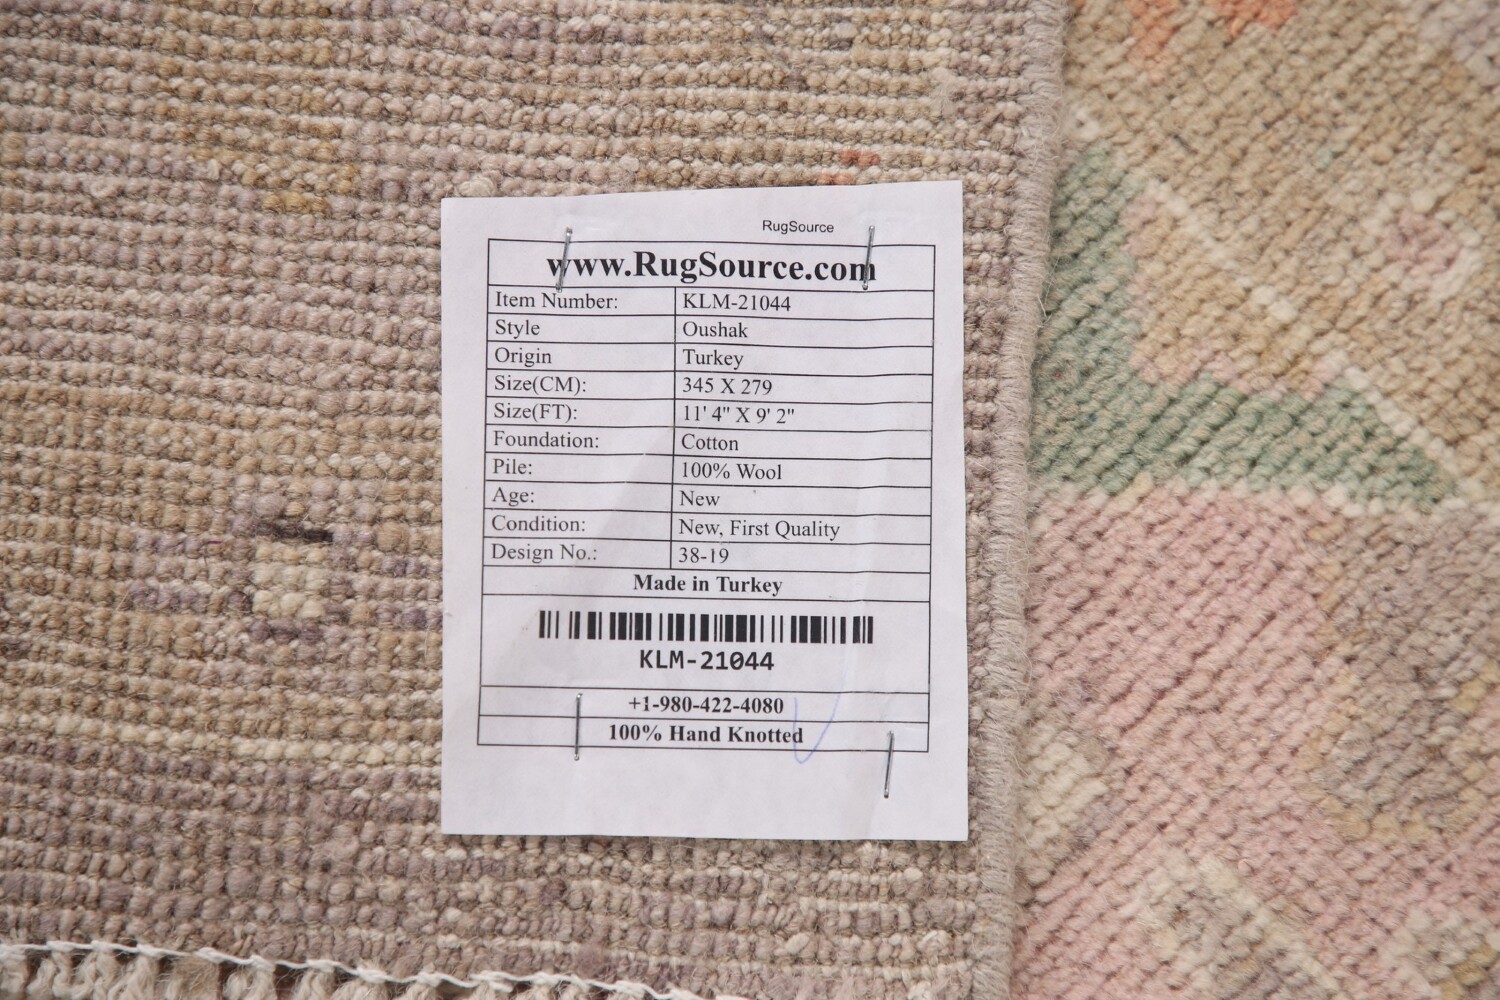 RugSource
www.RugSource.com
Item Number: KLM-21044
Style Oushak
Origin Turkey
Size(CM): 345 X 279
Size(FT): 11' 4" X 9' 2"
Foundation: Cotton
Pile: 100% Wool
Age: New
Condition: New, First Quality
Design No.: 38-19
Made in Turkey
KLM-21044
+1-980-422-4080
100% Hand Knotted